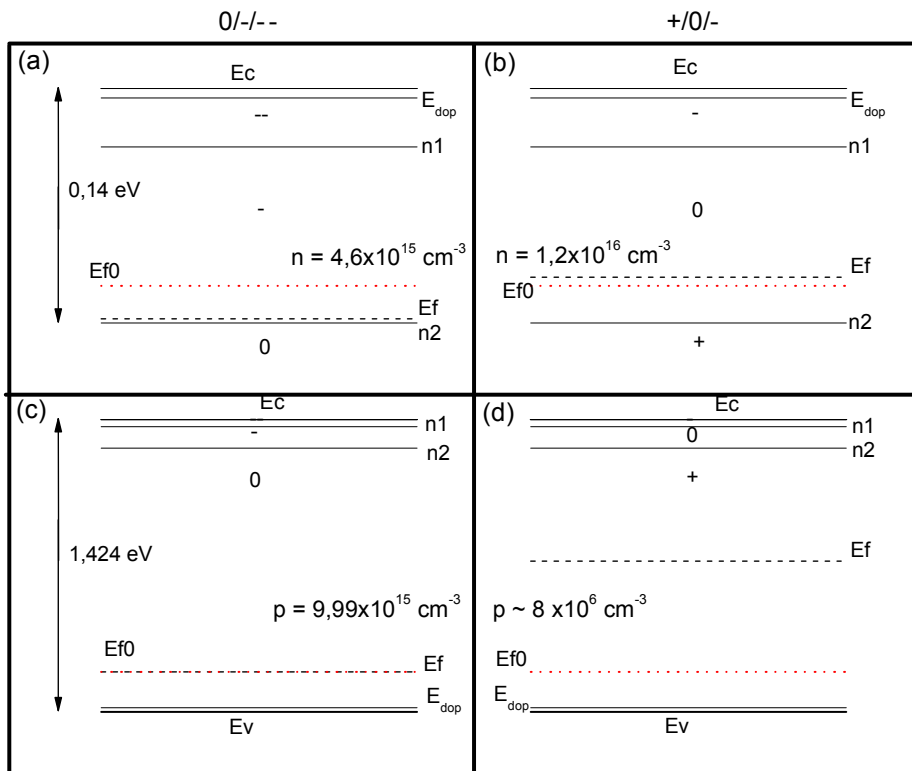 0/-/-- +/0/-
(a) Ec
E_dop
--
n1
0,14 eV
-
n = 4,6x10^15 cm^-3
Ef0
Ef
n2
0
(b) Ec
E_dop
-
n1
0
n = 1,2x10^16 cm^-3
Ef
Ef0
n2
+
(c) Ec
--
n1
-
n2
0
1,424 eV
p = 9,99x10^15 cm^-3
Ef0
Ef
E_dop
Ev
(d) Ec
-
n1
0
n2
+
Ef
p ~ 8 x10^6 cm^-3
Ef0
E_dop
Ev